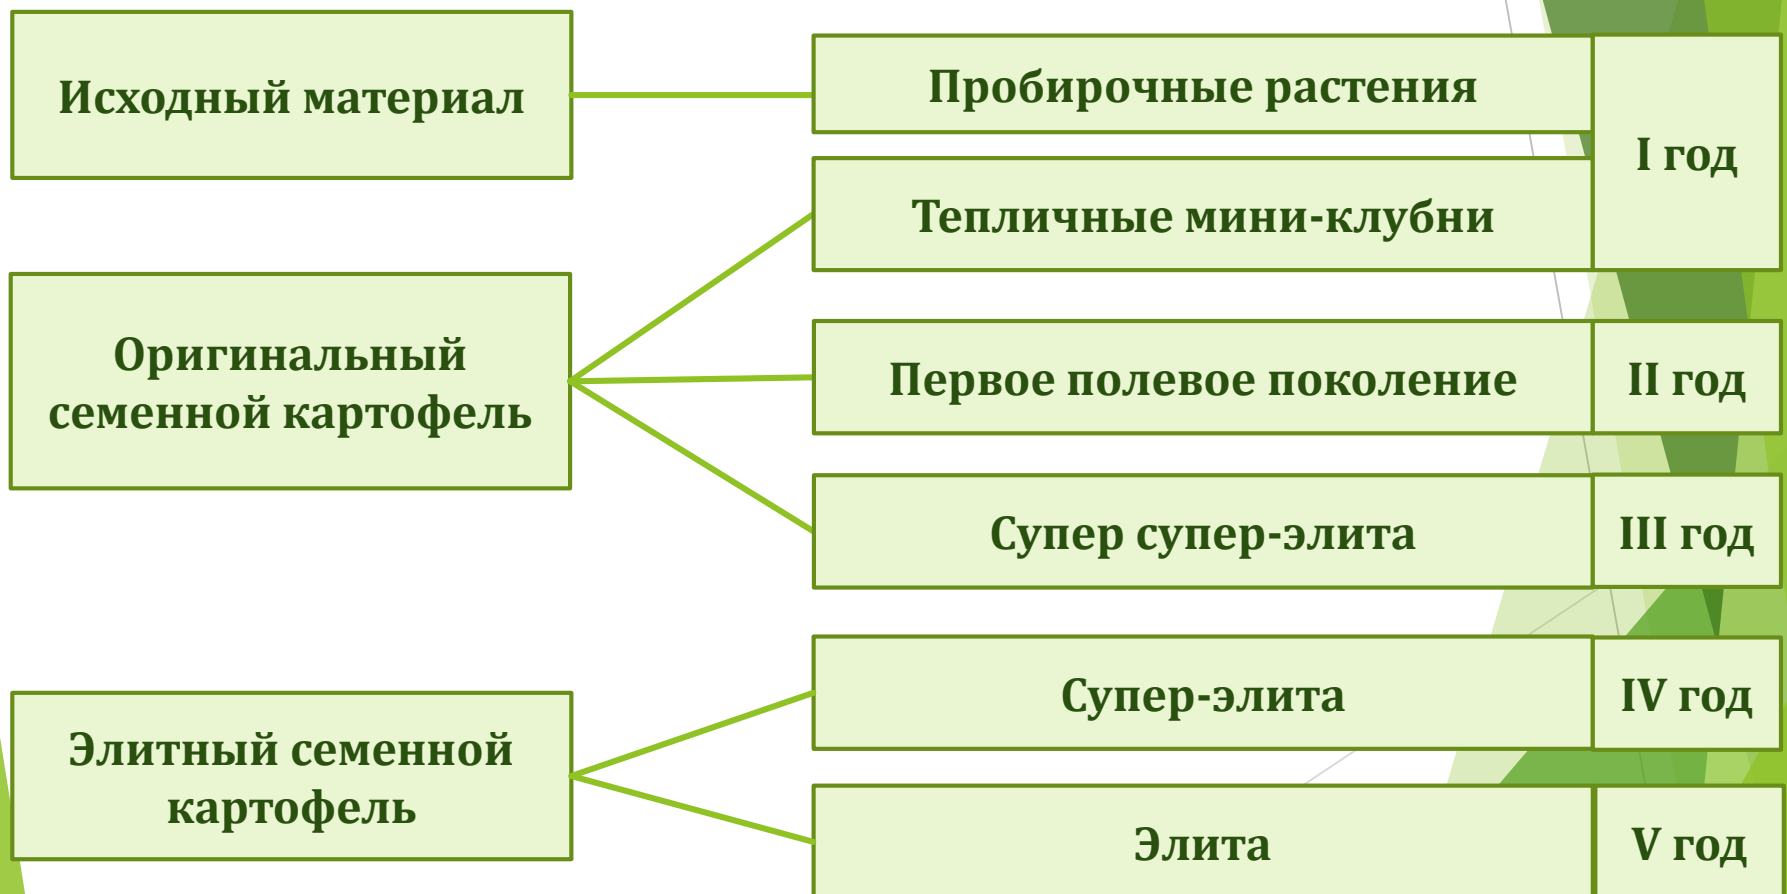 Исходный материал
Пробирочные растения
I год
Тепличные мини-клубни
Оригинальный
семенной картофель
Первое полевое поколение
II год
Супер супер-элита
III год
Элитный семенной
картофель
Супер-элита
IV год
Элита
V год